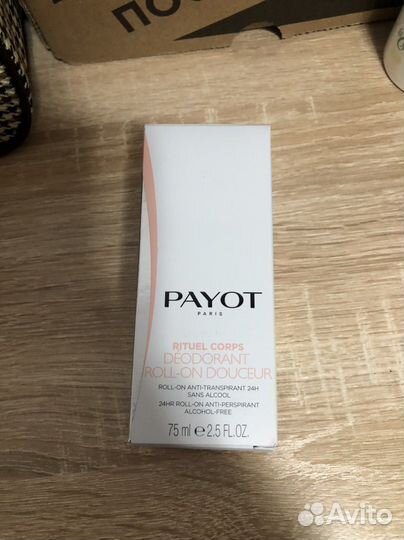 ПОС
PAYOT
PARIS
RITUEL CORPS
DÉODORANT
ROLL-ON DOUCEUR
ROLL-ON ANTI-TRANSPIRANT 24H
SANS ALCOOL
24HR ROLL-ON ANTI-PERSPIRANT
ALCOHOL-FREE
75 ml e 2.5 FL.OZ.
Avito